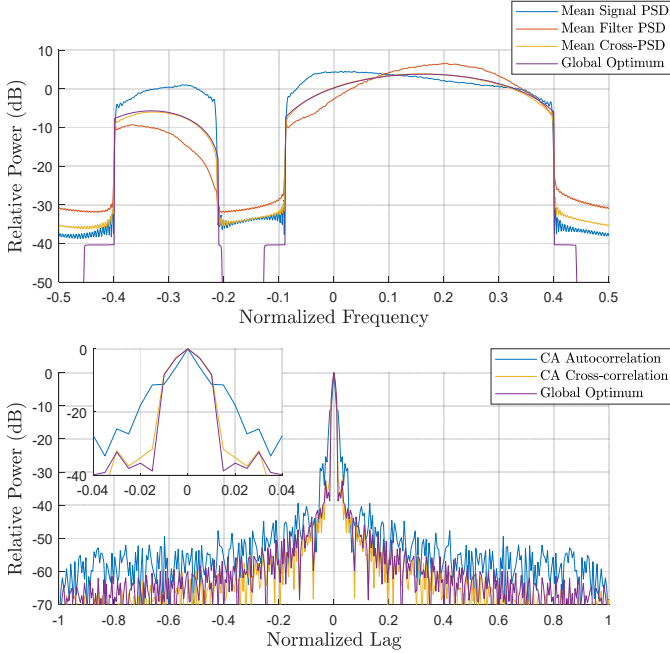 Mean Signal PSD
Mean Filter PSD
Mean Cross-PSD
Global Optimum
10
0
-10
-20
-30
-40
-50
Relative Power (dB)
-0.5 -0.4 -0.3 -0.2 -0.1 0 0.1 0.2 0.3 0.4 0.5
Normalized Frequency
CA Autocorrelation
CA Cross-correlation
Global Optimum
0
-20
-40
-0.04 -0.02 0 0.02 0.04
0
-10
-20
-30
-40
-50
-60
-70
Relative Power (dB)
-1 -0.8 -0.6 -0.4 -0.2 0 0.2 0.4 0.6 0.8 1
Normalized Lag